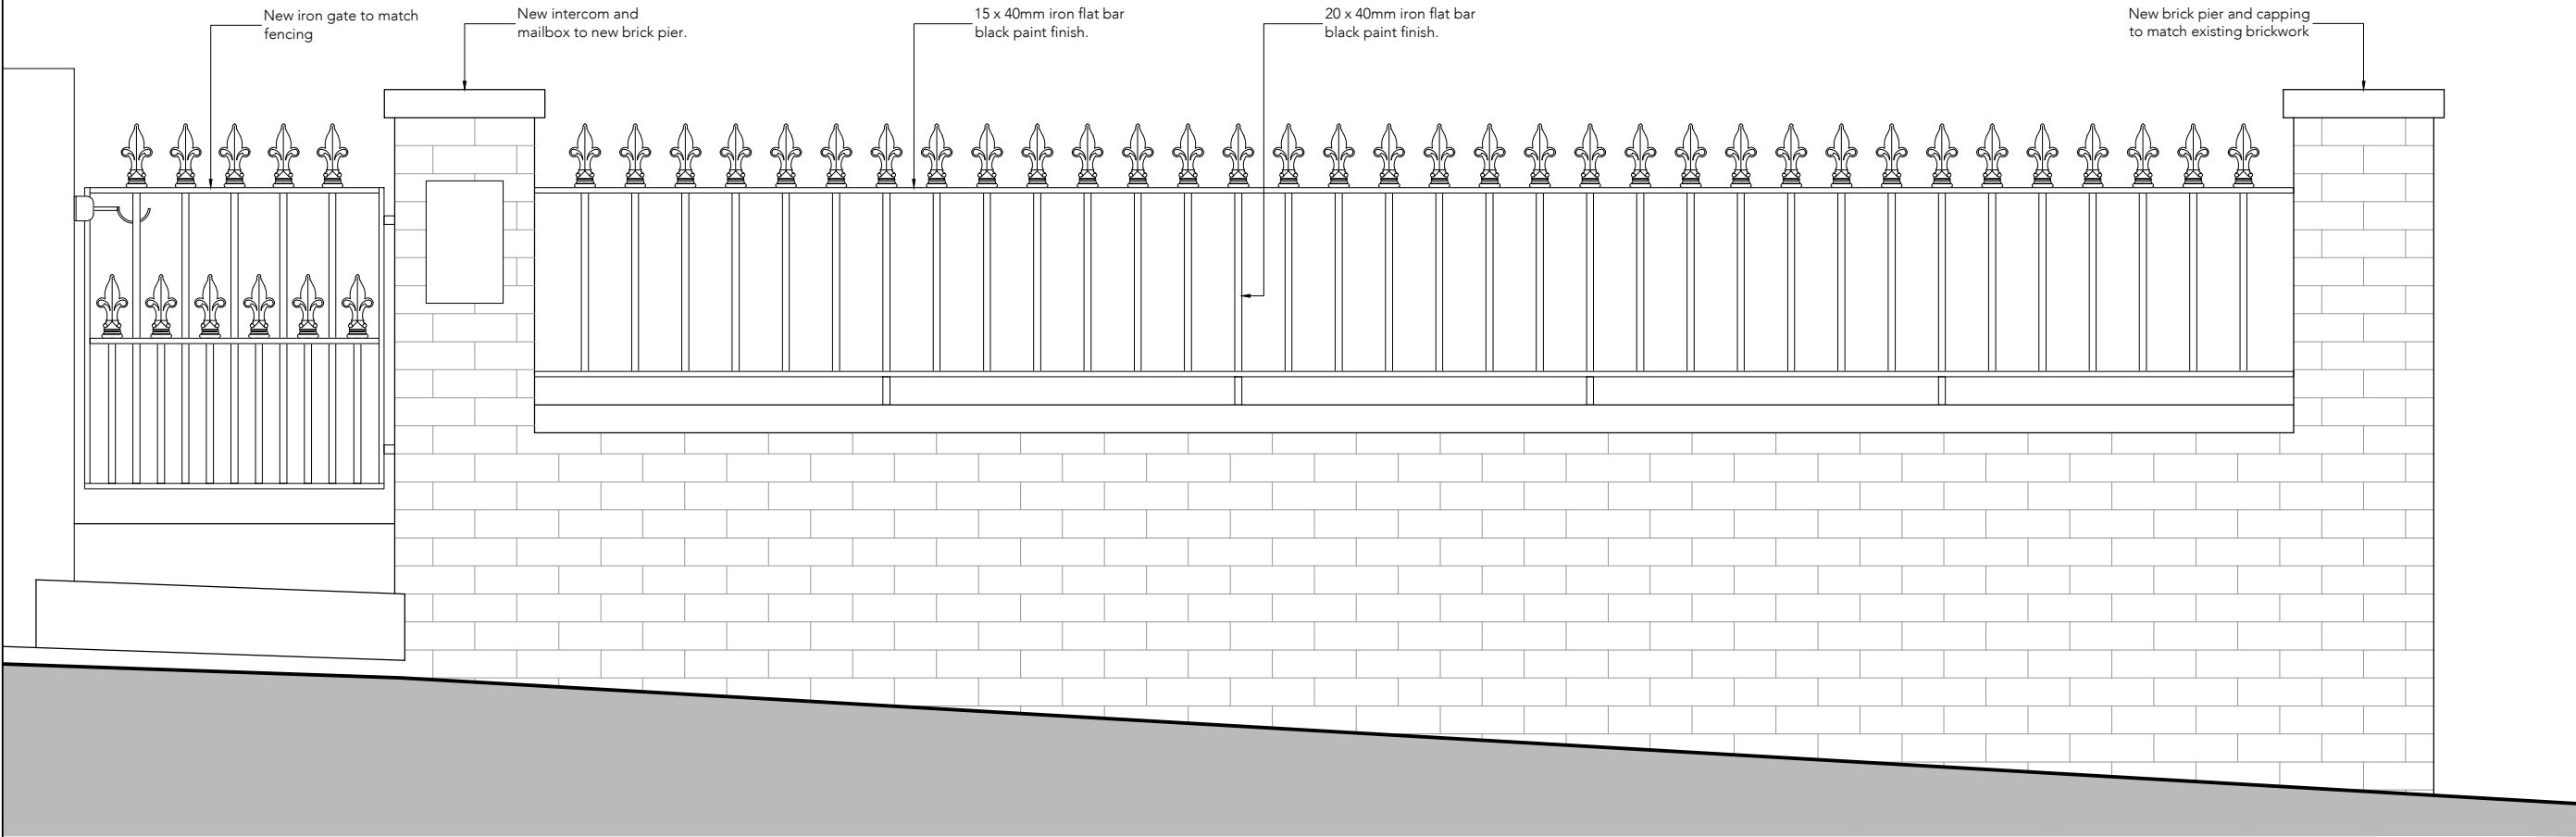 New iron gate to match
fencing
New intercom and
mailbox to new brick pier.
15 x 40mm iron flat bar
black paint finish.
20 x 40mm iron flat bar
black paint finish.
New brick pier and capping
to match existing brickwork